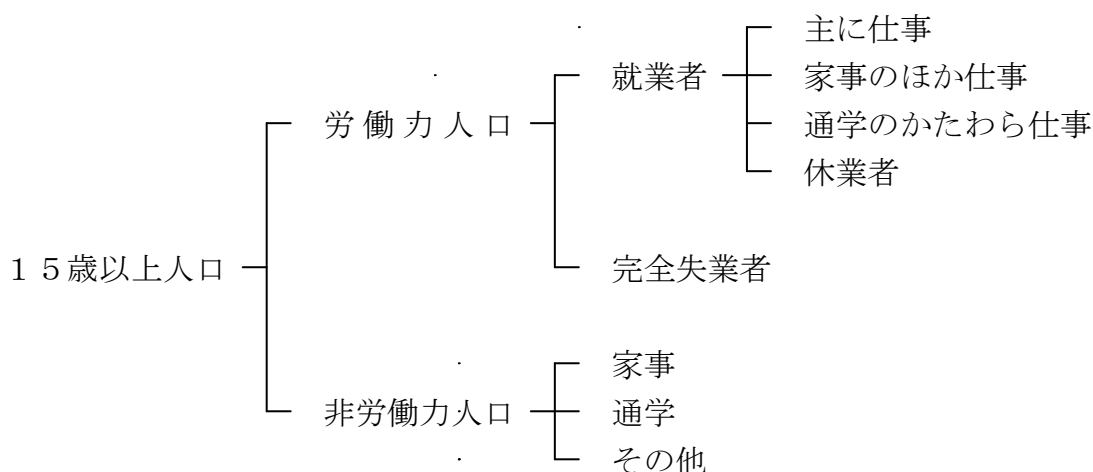 主に仕事
就業者
家事のほか仕事
労働力人口
通学のかたわら仕事
休業者
１５歳以上人口
完全失業者
家事
非労働力人口
通学
その他